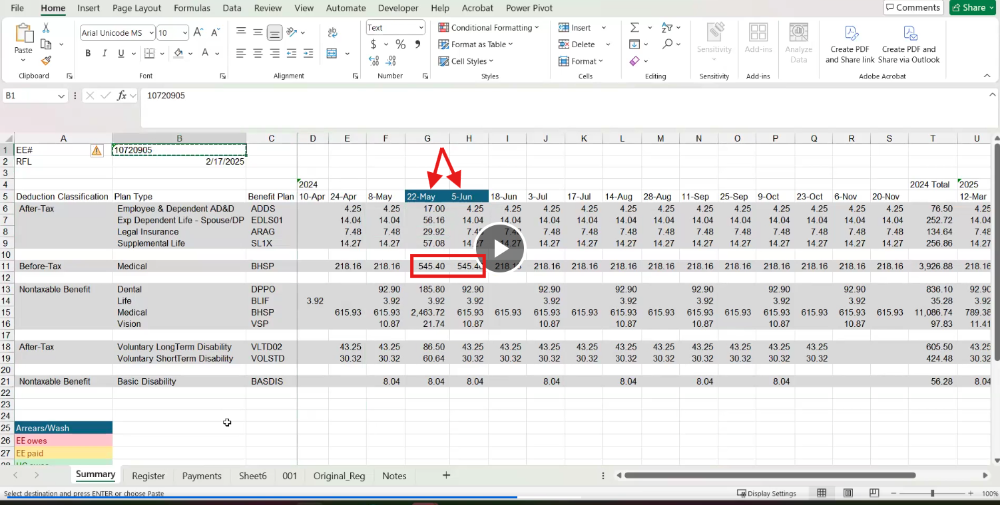 File Home Insert Page Layout Formulas Data Review View Automate Developer Help Acrobat Power Pivot Comments Share
Arial Unicode MS 10 Text Conditional Formatting Insert
Paste $ % Format as Table Delete Sensitivity Add-ins Analyze Data Create PDF and Share link Create PDF and Share via Outlook
B I U A Cell Styles Format
Clipboard Font Alignment Number Styles Cells Editing Sensitivity Add-ins Adobe Acrobat
B1 fx 10720905
A B C D E F G H I J K L M N O P Q R S T U
1 EE# 10720905
2 RFL 2/17/2025
3
4 2024 2024 Total 2025
5 Deduction Classification Plan Type Benefit Plan 10-Apr 24-Apr 8-May 22-May 5-Jun 18-Jun 3-Jul 17-Jul 14-Aug 28-Aug 11-Sep 25-Sep 9-Oct 23-Oct 6-Nov 20-Nov 12-Mar
6 After-Tax Employee & Dependent AD&D ADDS 4.25 4.25 17.00 4.25 4.25 4.25 4.25 4.25 4.25 4.25 4.25 4.25 4.25 4.25 4.25 76.50 4.25
7 Exp Dependent Life - Spouse/DP EDLS01 14.04 14.04 56.16 14.04 14.04 14.04 14.04 14.04 14.04 14.04 14.04 14.04 14.04 14.04 14.04 252.72 14.04
8 Legal Insurance ARAG 7.48 7.48 29.92 7.48 7.48 7.48 7.48 7.48 7.48 7.48 7.48 7.48 7.48 7.48 134.64 7.48
9 Supplemental Life SL1X 14.27 14.27 57.08 14.27 14.27 14.27 14.27 14.27 14.27 14.27 14.27 14.27 14.27 14.27 256.86 14.27
10
11 Before-Tax Medical BHSP 218.16 218.16 545.40 545.40 218.16 218.16 218.16 218.16 218.16 218.16 218.16 218.16 218.16 218.16 3,926.88 218.16
12
13 Nontaxable Benefit Dental DPPO 92.90 185.80 92.90 92.90 92.90 92.90 92.90 92.90 836.10 92.90
14 Life BLIF 3.92 3.92 3.92 3.92 3.92 3.92 3.92 3.92 3.92 35.28 3.92
15 Medical BHSP 615.93 615.93 2,463.72 615.93 615.93 615.93 615.93 615.93 615.93 615.93 615.93 615.93 615.93 615.93 615.93 11,086.74 789.38
16 Vision VSP 10.87 21.74 10.87 10.87 10.87 10.87 10.87 10.87 97.83 11.41
17
18 After-Tax Voluntary LongTerm Disability VLTD02 43.25 43.25 86.50 43.25 43.25 43.25 43.25 43.25 43.25 43.25 43.25 43.25 43.25 605.50 43.25
19 Voluntary ShortTerm Disability VOLSTD 30.32 30.32 60.64 30.32 30.32 30.32 30.32 30.32 30.32 30.32 30.32 30.32 30.32 424.48 30.32
20
21 Nontaxable Benefit Basic Disability BASDIS 8.04 8.04 8.04 8.04 8.04 8.04 8.04 56.28 8.04
22
23
24
25 Arrears/Wash
26 EE owes
27 EE paid
Summary Register Payments Sheet6 001 Original_Reg Notes
Select destination and press ENTER or choose Paste Display Settings 100%